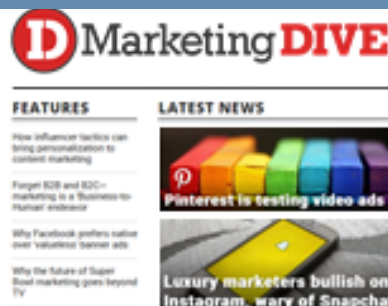 D Marketing DIVE
FEATURES
How influencer tactics can
bring personalization to
content marketing
Forget B2B and B2C—
marketing is a 'Business-to-
Human' endeavor
Why Facebook prefers native
over 'valueless' banner ads
Why the future of Super
Bowl marketing goes beyond
TV
LATEST NEWS
Pinterest is testing video ads
Luxury marketers bullish on
Instagram, wary of Snapcha